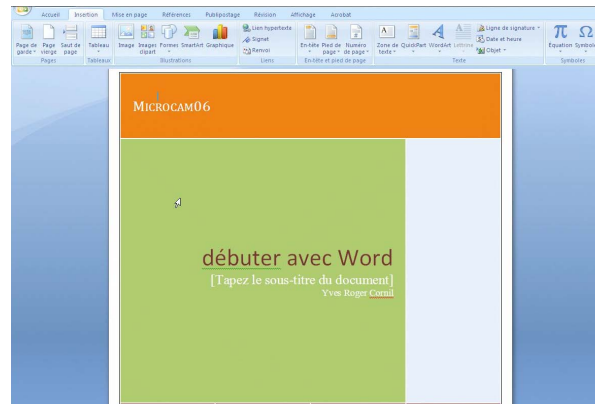 Accueil Insertion Mise en page Références Publipostage Révision Affichage Acrobat
Page de garde Page vierge Saut de page Tableau Image Images clipart Formes SmartArt Graphique Lien hypertexte Signet Renvoi En-tête Pied de page Numéro de page Zone de texte QuickPart WordArt Lettrine Ligne de signature Date et heure Objet Équation Symbole
Pages Tableaux Illustrations Liens En-tête et pied de page Texte Symboles
MICROCAM06
débuter avec Word
[Tapez le sous-titre du document]
Yves Roger Cornil